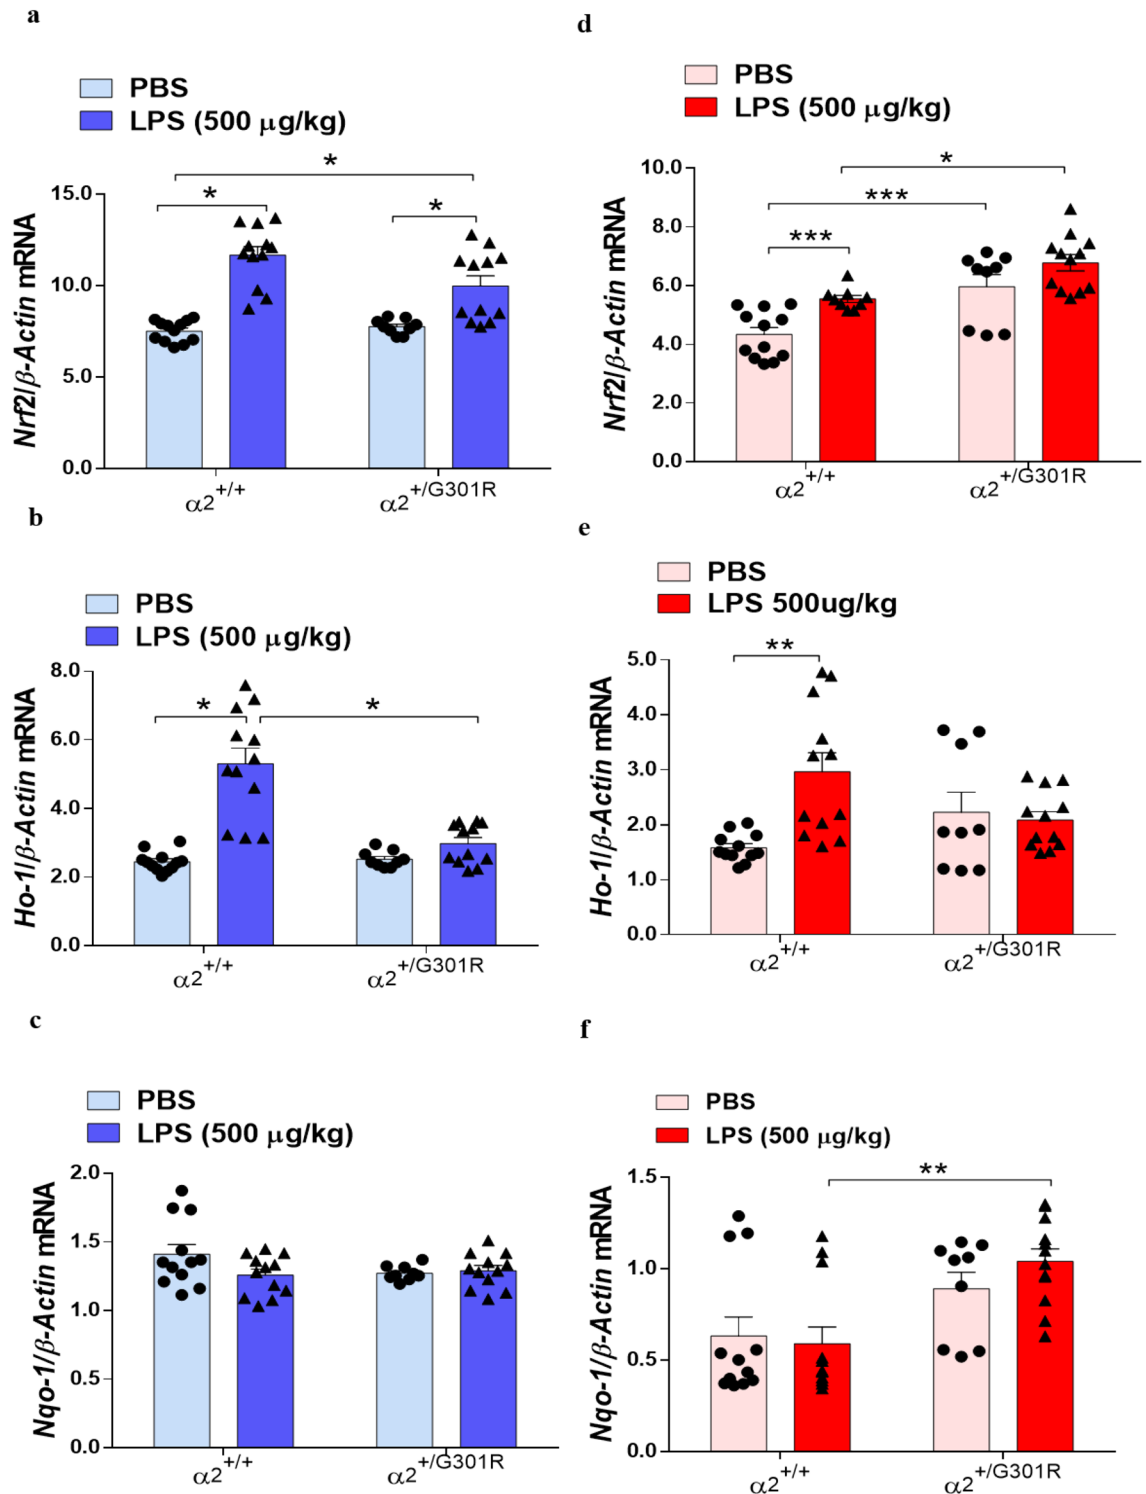 a
PBS
LPS (500 μg/kg)
*
*
*
Nrf2/β-Actin mRNA
15.0
10.0
5.0
0.0
α2+/+
α2+/G301R
b
PBS
LPS (500 μg/kg)
*
*
Ho-1/β-Actin mRNA
8.0
6.0
4.0
2.0
0.0
α2+/+
α2+/G301R
c
PBS
LPS (500 μg/kg)
Nqo-1/β-Actin mRNA
2.0
1.5
1.0
0.5
0.0
α2+/+
α2+/G301R
d
PBS
LPS (500 μg/kg)
*
***
***
Nrf2/β-Actin mRNA
10.0
8.0
6.0
4.0
2.0
0.0
α2+/+
α2+/G301R
e
PBS
LPS 500ug/kg
**
Ho-1/β-Actin mRNA
5.0
4.0
3.0
2.0
1.0
0.0
α2+/+
α2+/G301R
f
PBS
LPS (500 μg/kg)
**
Nqo-1/β-Actin mRNA
1.5
1.0
0.5
0.0
α2+/+
α2+/G301R